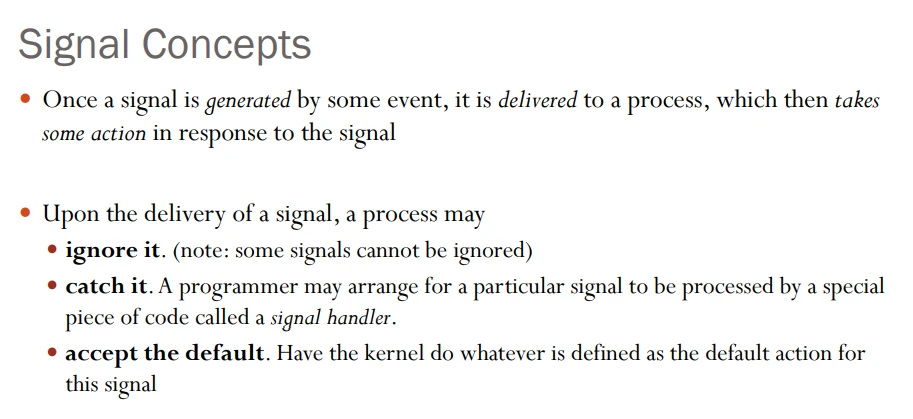 Signal Concepts
• Once a signal is generated by some event, it is delivered to a process, which then takes
some action in response to the signal
• Upon the delivery of a signal, a process may
• ignore it. (note: some signals cannot be ignored)
• catch it. A programmer may arrange for a particular signal to be processed by a special
piece of code called a signal handler.
• accept the default. Have the kernel do whatever is defined as the default action for
this signal